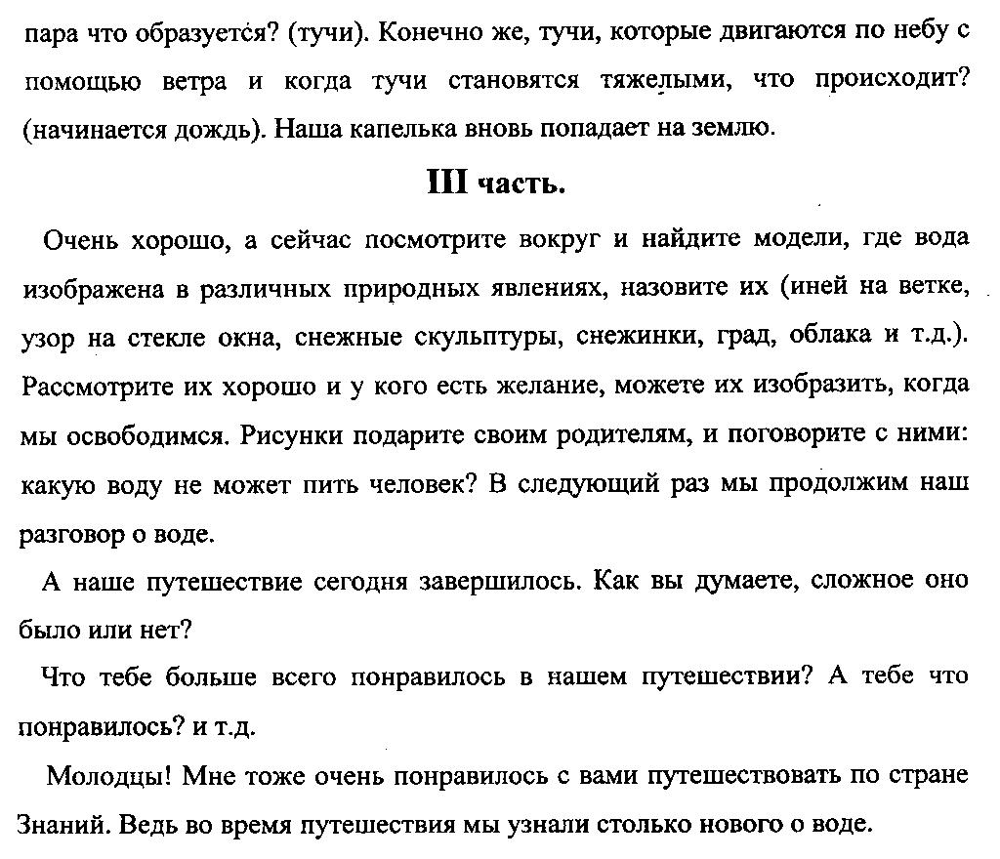 пара что образуется? (тучи). Конечно же, тучи, которые двигаются по небу с
помощью ветра и когда тучи становятся тяжелыми, что происходит?
(начинается дождь). Наша капелька вновь попадает на землю.
III часть.
Очень хорошо, а сейчас посмотрите вокруг и найдите модели, где вода
изображена в различных природных явлениях, назовите их (иней на ветке,
узор на стекле окна, снежные скульптуры, снежинки, град, облака и т.д.).
Рассмотрите их хорошо и у кого есть желание, можете их изобразить, когда
мы освободимся. Рисунки подарите своим родителям, и поговорите с ними:
какую воду не может пить человек? В следующий раз мы продолжим наш
разговор о воде.
А наше путешествие сегодня завершилось. Как вы думаете, сложное оно
было или нет?
Что тебе больше всего понравилось в нашем путешествии? А тебе что
понравилось? и т.д.
Молодцы! Мне тоже очень понравилось с вами путешествовать по стране
Знаний. Ведь во время путешествия мы узнали столько нового о воде.